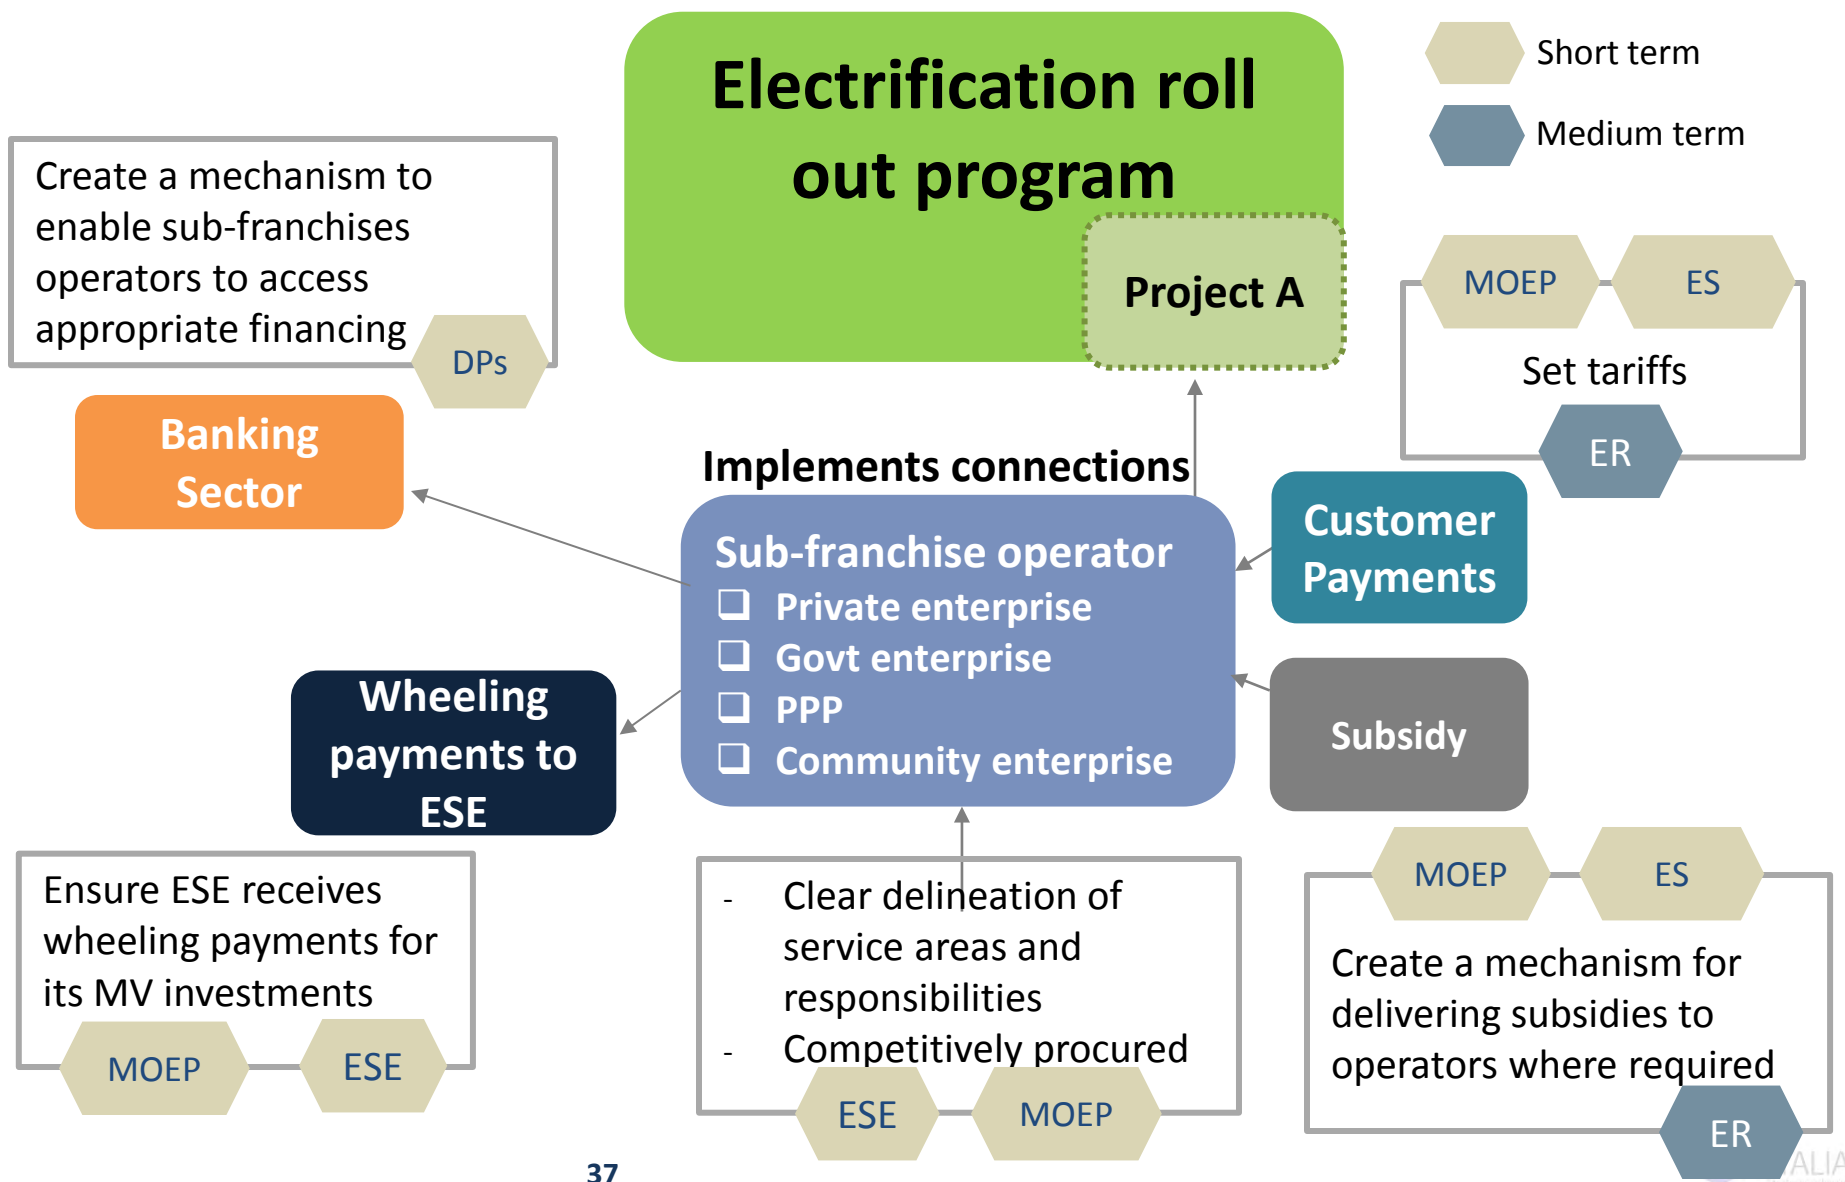 Electrification roll
out program
Project A
Short term
Medium term
Create a mechanism to
enable sub-franchises
operators to access
appropriate financing
DPs
MOEP
ES
Set tariffs
ER
Banking
Sector
Implements connections
Sub-franchise operator
❑ Private enterprise
❑ Govt enterprise
❑ PPP
❑ Community enterprise
Customer
Payments
Wheeling
payments to
ESE
Subsidy
Ensure ESE receives
wheeling payments for
its MV investments
MOEP
ESE
- Clear delineation of
service areas and
responsibilities
- Competitively procured
ESE
MOEP
MOEP
ES
Create a mechanism for
delivering subsidies to
operators where required
ER
37